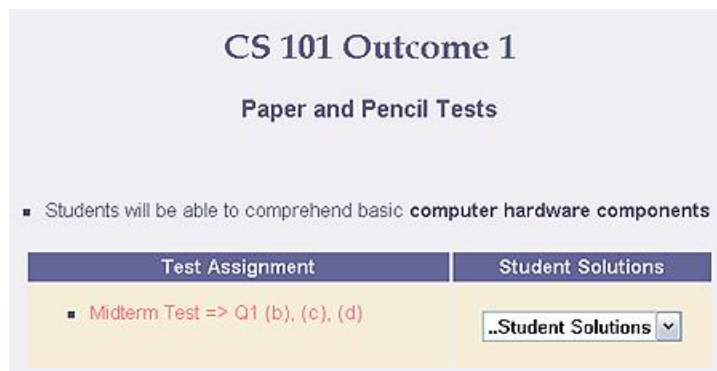 CS 101 Outcome 1
Paper and Pencil Tests
Students will be able to comprehend basic computer hardware components
Test Assignment
Student Solutions
Midterm Test => Q1 (b), (c), (d)
..Student Solutions